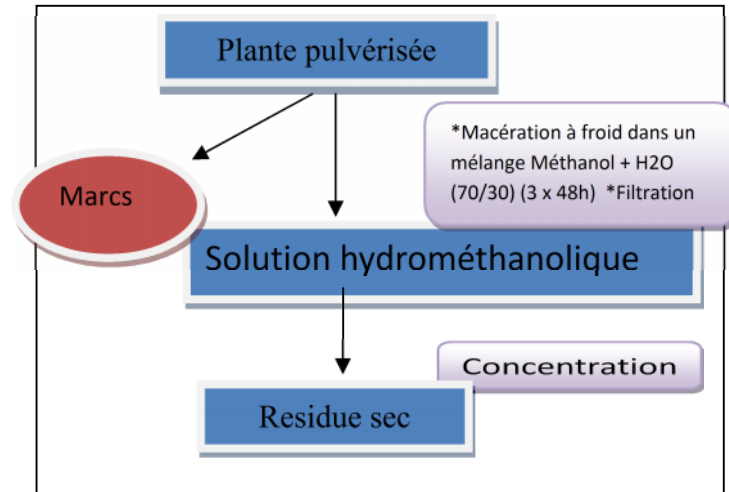 Plante pulvérisée
*Macération à froid dans un
mélange Méthanol + H2O
(70/30) (3 x 48h) *Filtration
Marcs
Solution hydrométhanolique
Concentration
Residue sec